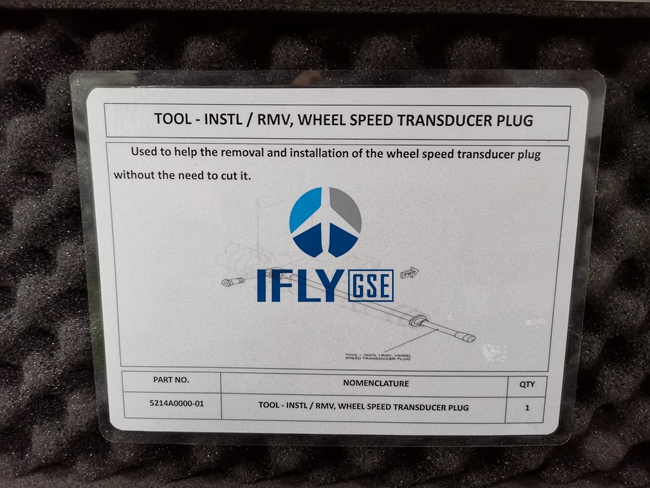 TOOL - INSTL / RMV, WHEEL SPEED TRANSDUCER PLUG
Used to help the removal and installation of the wheel speed transducer plug
without the need to cut it.
FWD
IFLY GSE
TOOL - INSTL / RMV, WHEEL
SPEED TRANSDUCER PLUG
PART NO. NOMENCLATURE QTY
5214A0000-01 TOOL - INSTL / RMV, WHEEL SPEED TRANSDUCER PLUG 1